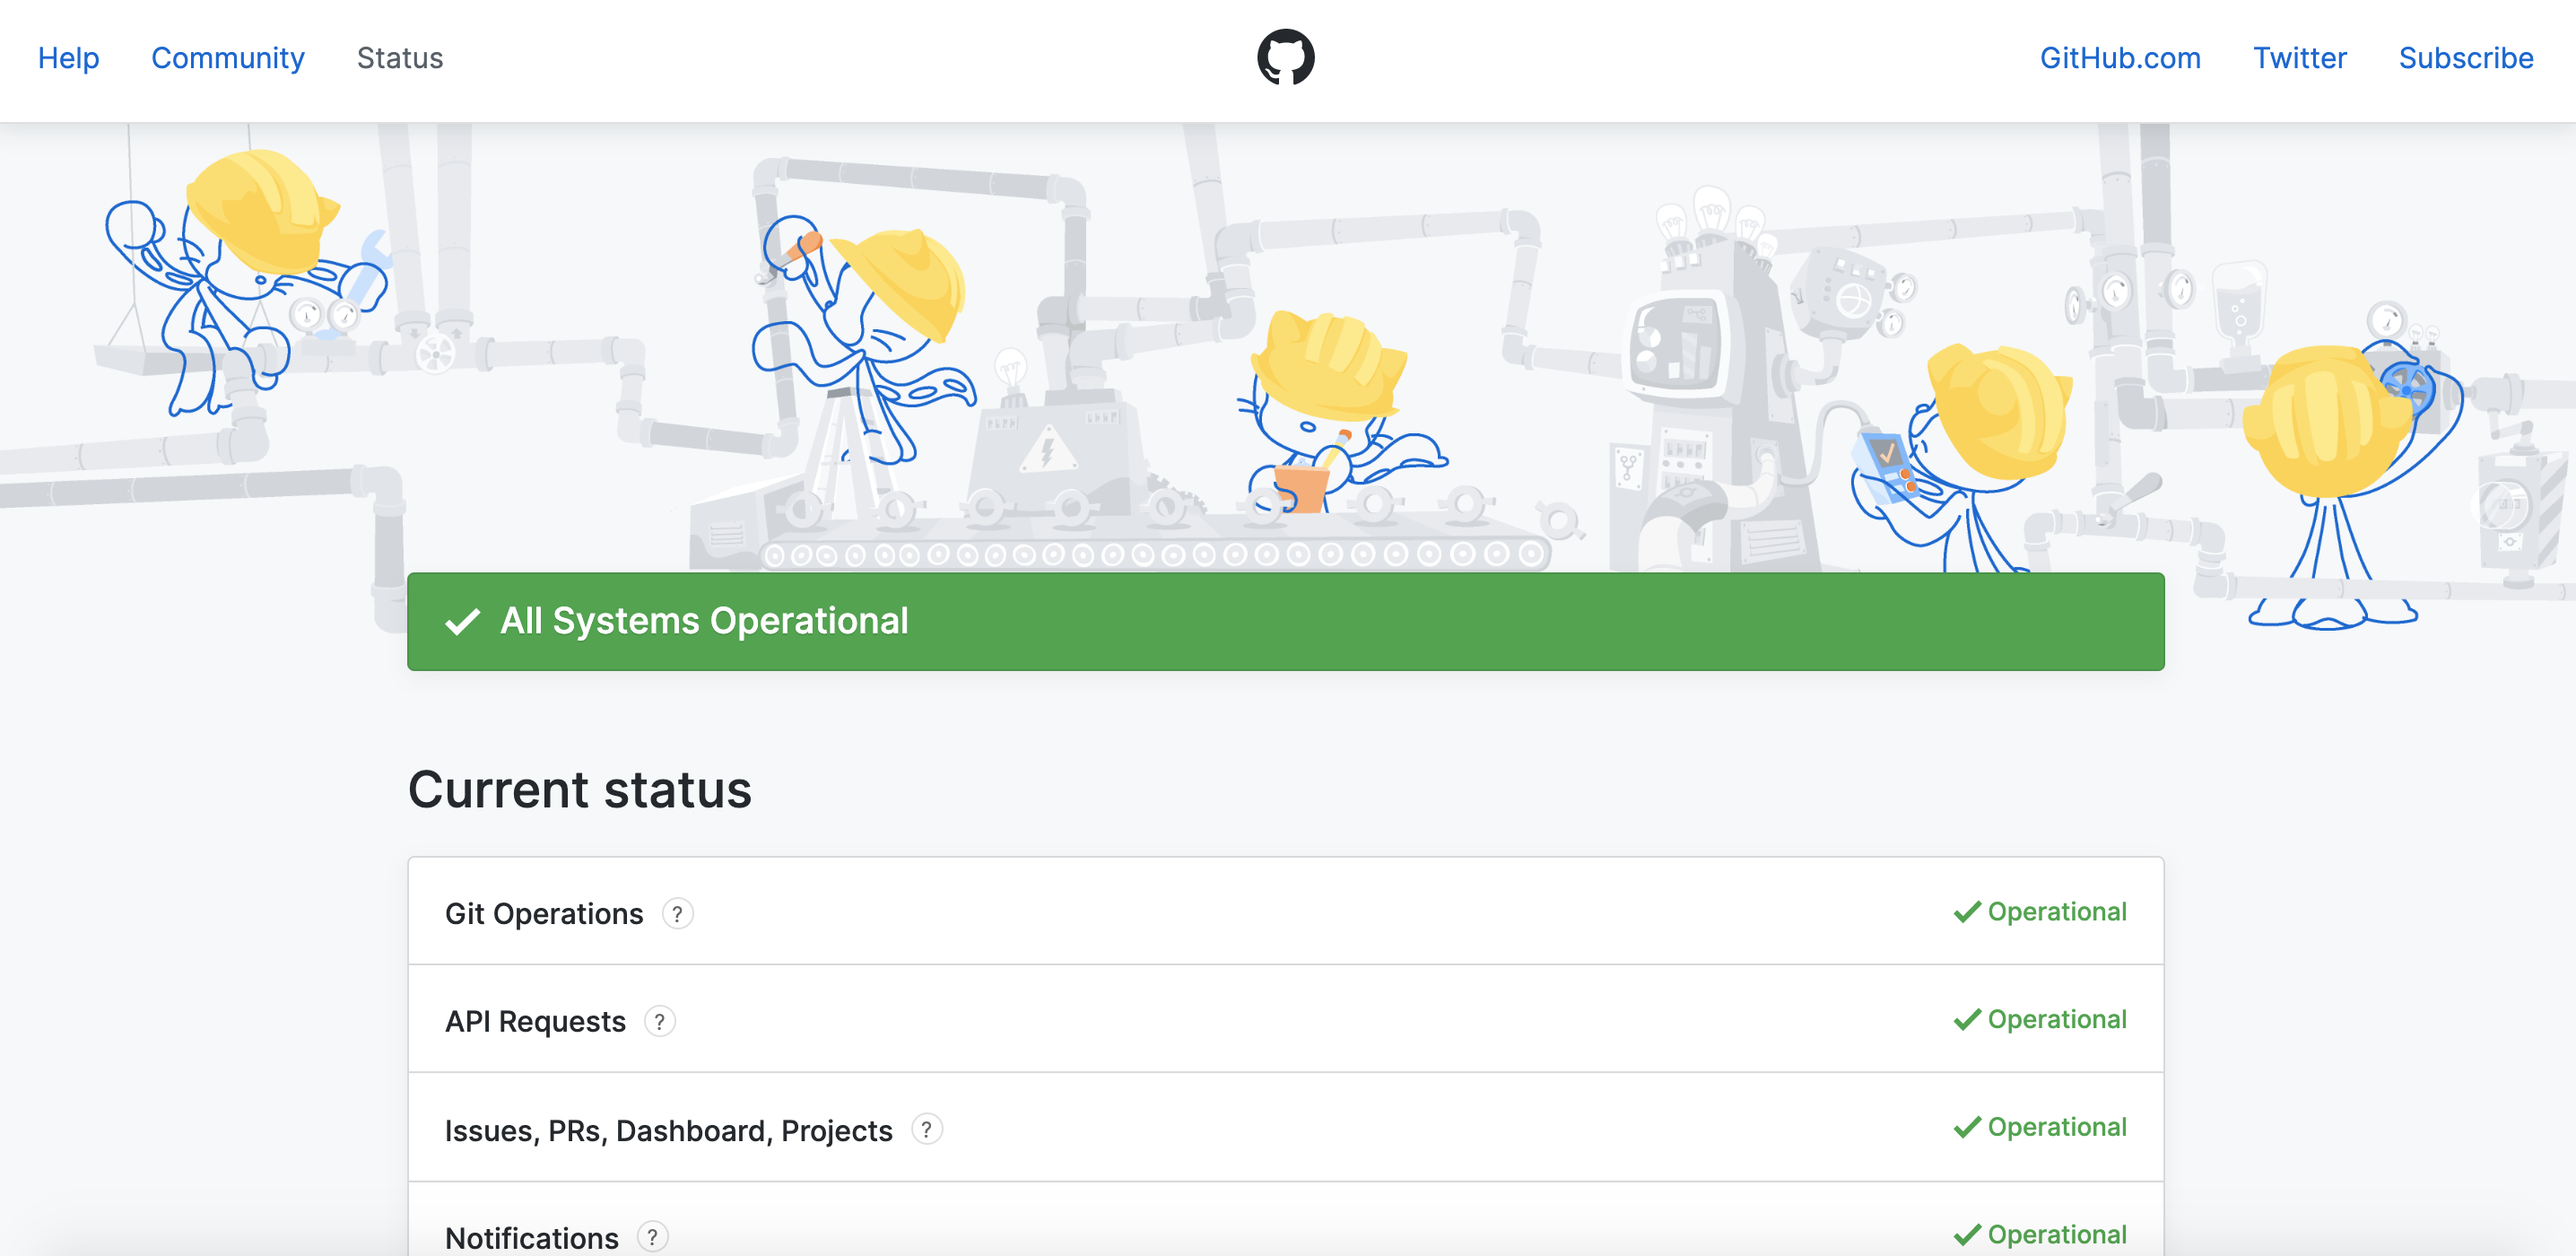 Help Community Status GitHub.com Twitter Subscribe
All Systems Operational
Current status
Git Operations ? Operational
API Requests ? Operational
Issues, PRs, Dashboard, Projects ? Operational
Notifications ? Operational